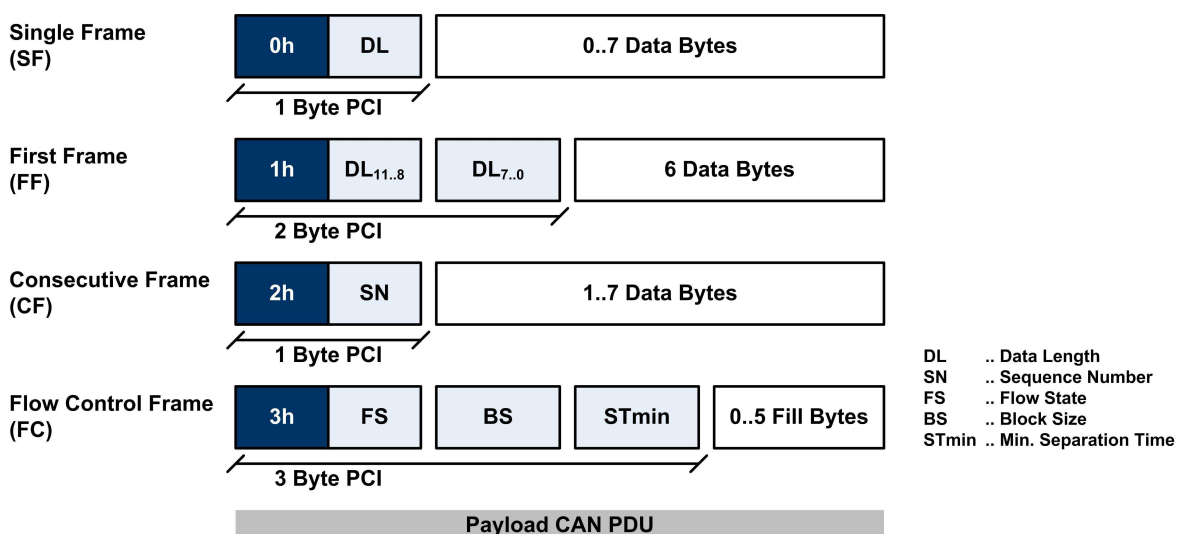 Single Frame
(SF)
0h DL 0..7 Data Bytes
1 Byte PCI
First Frame
(FF)
1h DL11..8 DL7..0 6 Data Bytes
2 Byte PCI
Consecutive Frame
(CF)
2h SN 1..7 Data Bytes
1 Byte PCI
Flow Control Frame
(FC)
3h FS BS STmin 0..5 Fill Bytes
3 Byte PCI
DL .. Data Length
SN .. Sequence Number
FS .. Flow State
BS .. Block Size
STmin .. Min. Separation Time
Payload CAN PDU